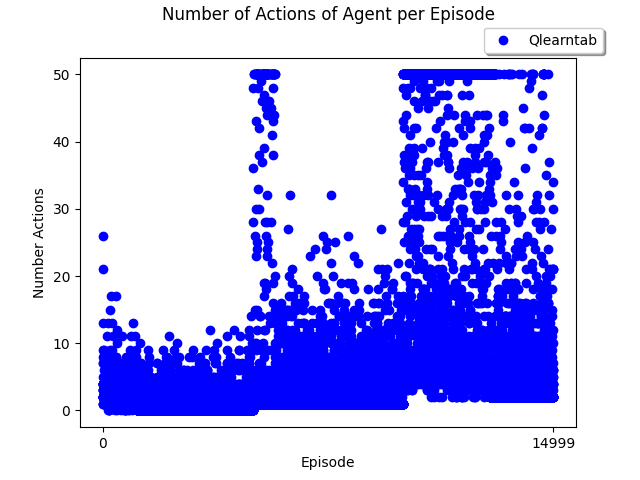 Number of Actions of Agent per Episode
Qlearntab
50
40
30
20
10
0
Number Actions
0 14999
Episode